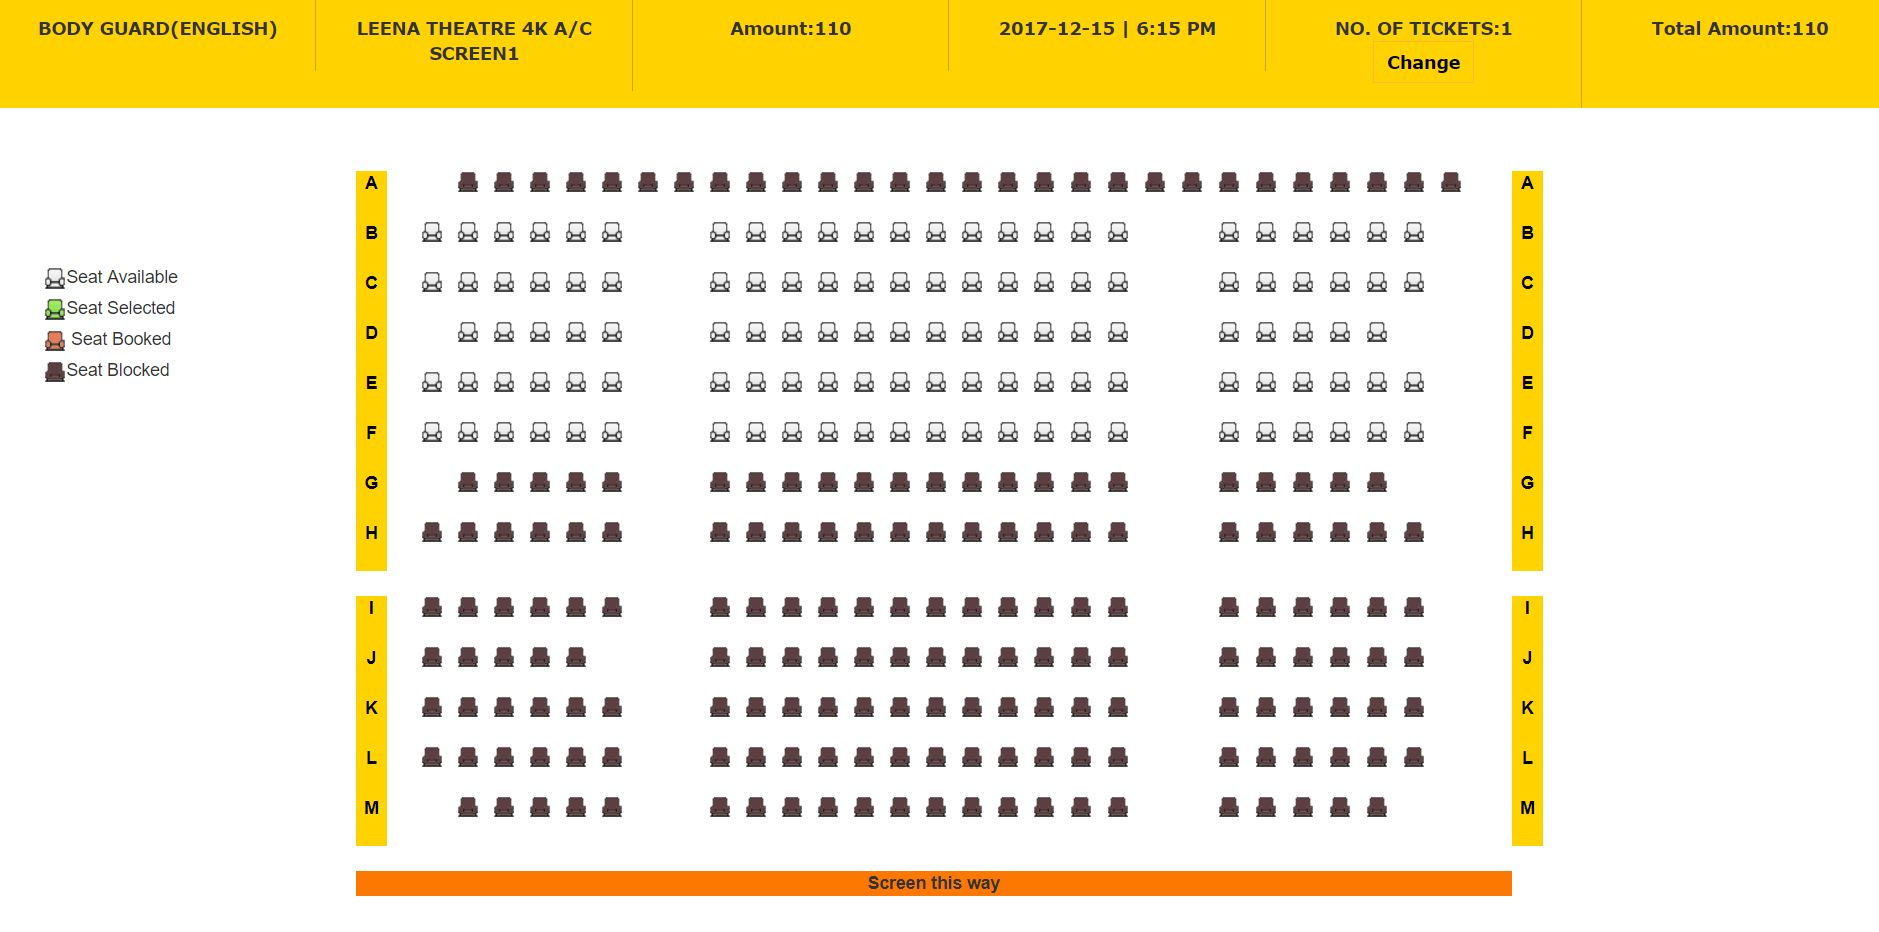 BODY GUARD(ENGLISH)
LEENA THEATRE 4K A/C
SCREEN1
Amount:110
2017-12-15 | 6:15 PM
NO. OF TICKETS:1
Change
Total Amount:110
Seat Available
Seat Selected
Seat Booked
Seat Blocked
A A
B B
C C
D D
E E
F F
G G
H H
I I
J J
K K
L L
M M
Screen this way